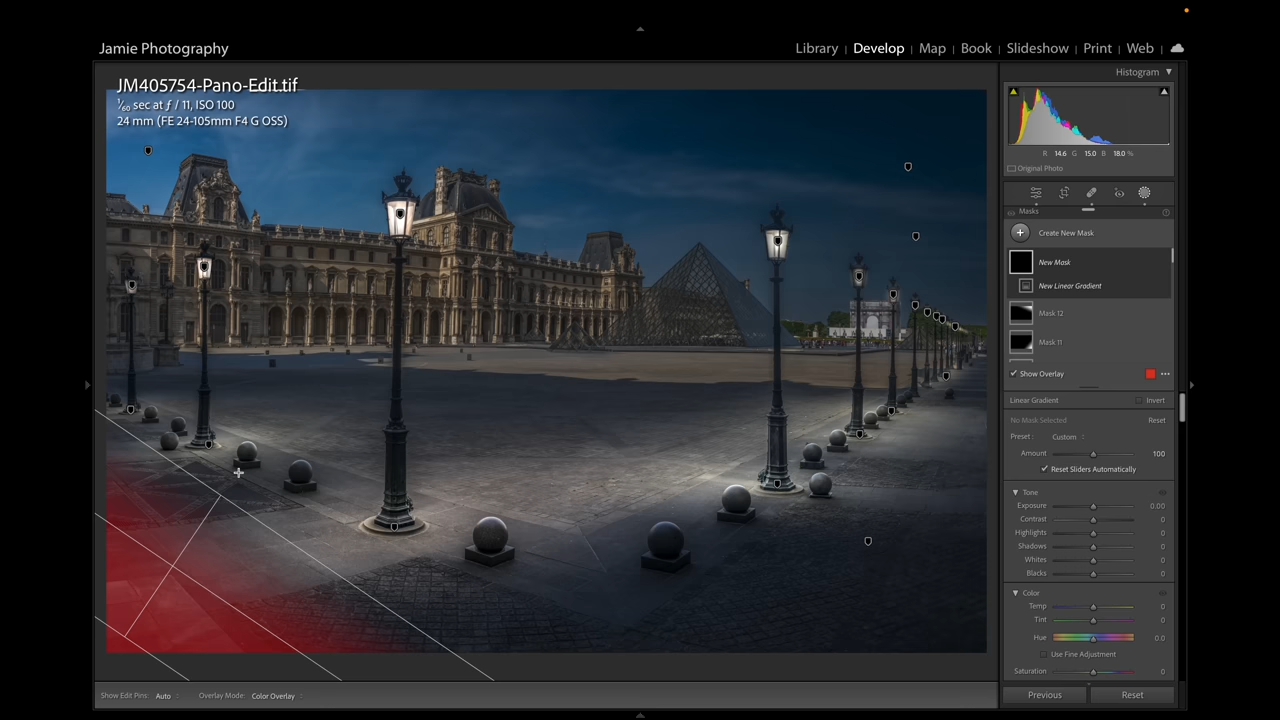 Jamie Photography
Library | Develop | Map | Book | Slideshow | Print | Web
JM405754-Pano-Edit.tif
1/60 sec at ƒ / 11, ISO 100
24 mm (FE 24-105mm F4 G OSS)
Histogram
R 14.6 G 15.0 B 18.0 %
Original Photo
Masks
Create New Mask
New Mask
New Linear Gradient
Mask 12
Mask 11
Show Overlay
Linear Gradient Invert
No Mask Selected Reset
Preset : Custom
Amount 100
Reset Sliders Automatically
Tone
Exposure 0.00
Contrast 0
Highlights 0
Shadows 0
Whites 0
Blacks 0
Color
Temp 0
Tint 0
Hue 0.0
Use Fine Adjustment
Saturation 0
Previous Reset
Show Edit Pins: Auto Overlay Mode: Color Overlay